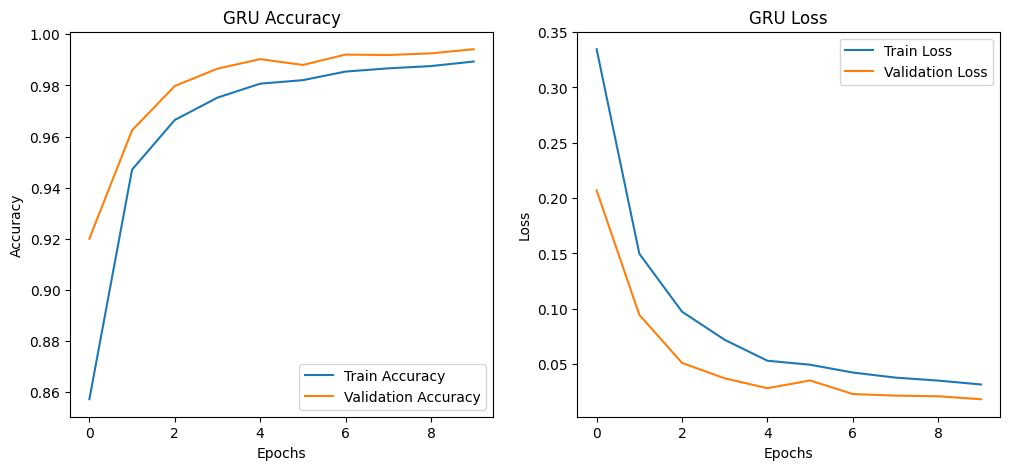 GRU Accuracy
1.00
0.98
0.96
0.94
0.92
0.90
0.88
0.86
Accuracy
0 2 4 6 8
Epochs
Train Accuracy
Validation Accuracy
GRU Loss
0.35
0.30
0.25
0.20
0.15
0.10
0.05
Loss
0 2 4 6 8
Epochs
Train Loss
Validation Loss